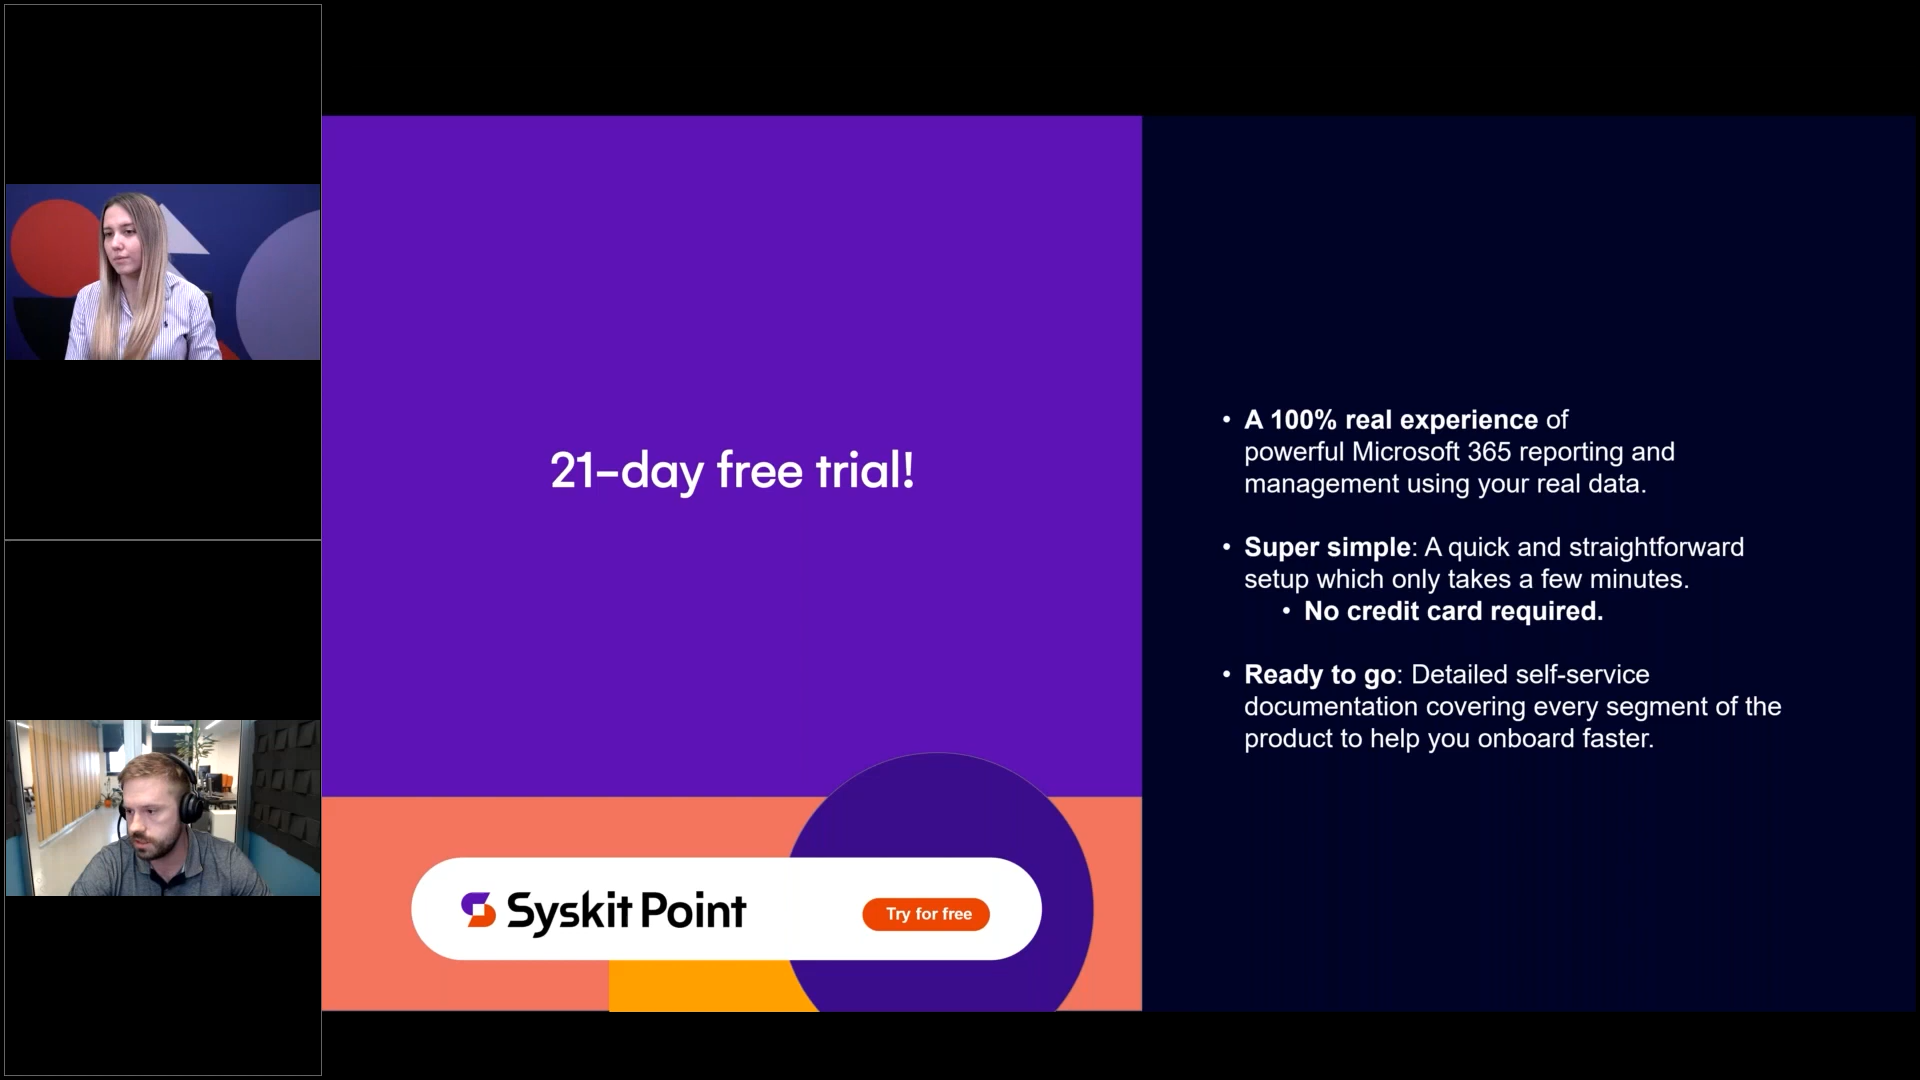 21-day free trial!
Syskit Point
Try for free
• A 100% real experience of
powerful Microsoft 365 reporting and
management using your real data.
• Super simple: A quick and straightforward
setup which only takes a few minutes.
• No credit card required.
• Ready to go: Detailed self-service
documentation covering every segment of the
product to help you onboard faster.